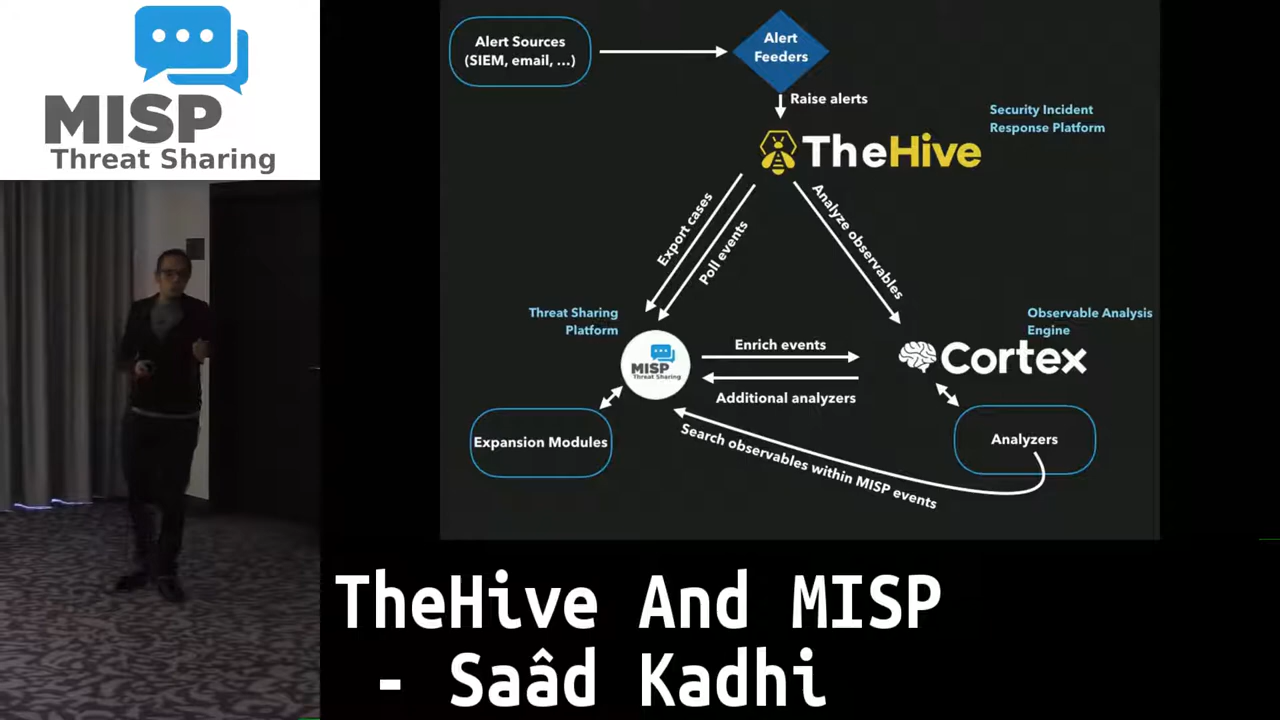 MISP
Threat Sharing
Alert Sources
(SIEM, email, ...)
Alert
Feeders
Raise alerts
Security Incident
Response Platform
TheHive
Export cases
Poll events
Analyze observables
Threat Sharing
Platform
Observable Analysis
Engine
MISP
Threat Sharing
Enrich events
Cortex
Additional analyzers
Expansion Modules
Search observables within MISP events
Analyzers
TheHive And MISP
- Saâd Kadhi